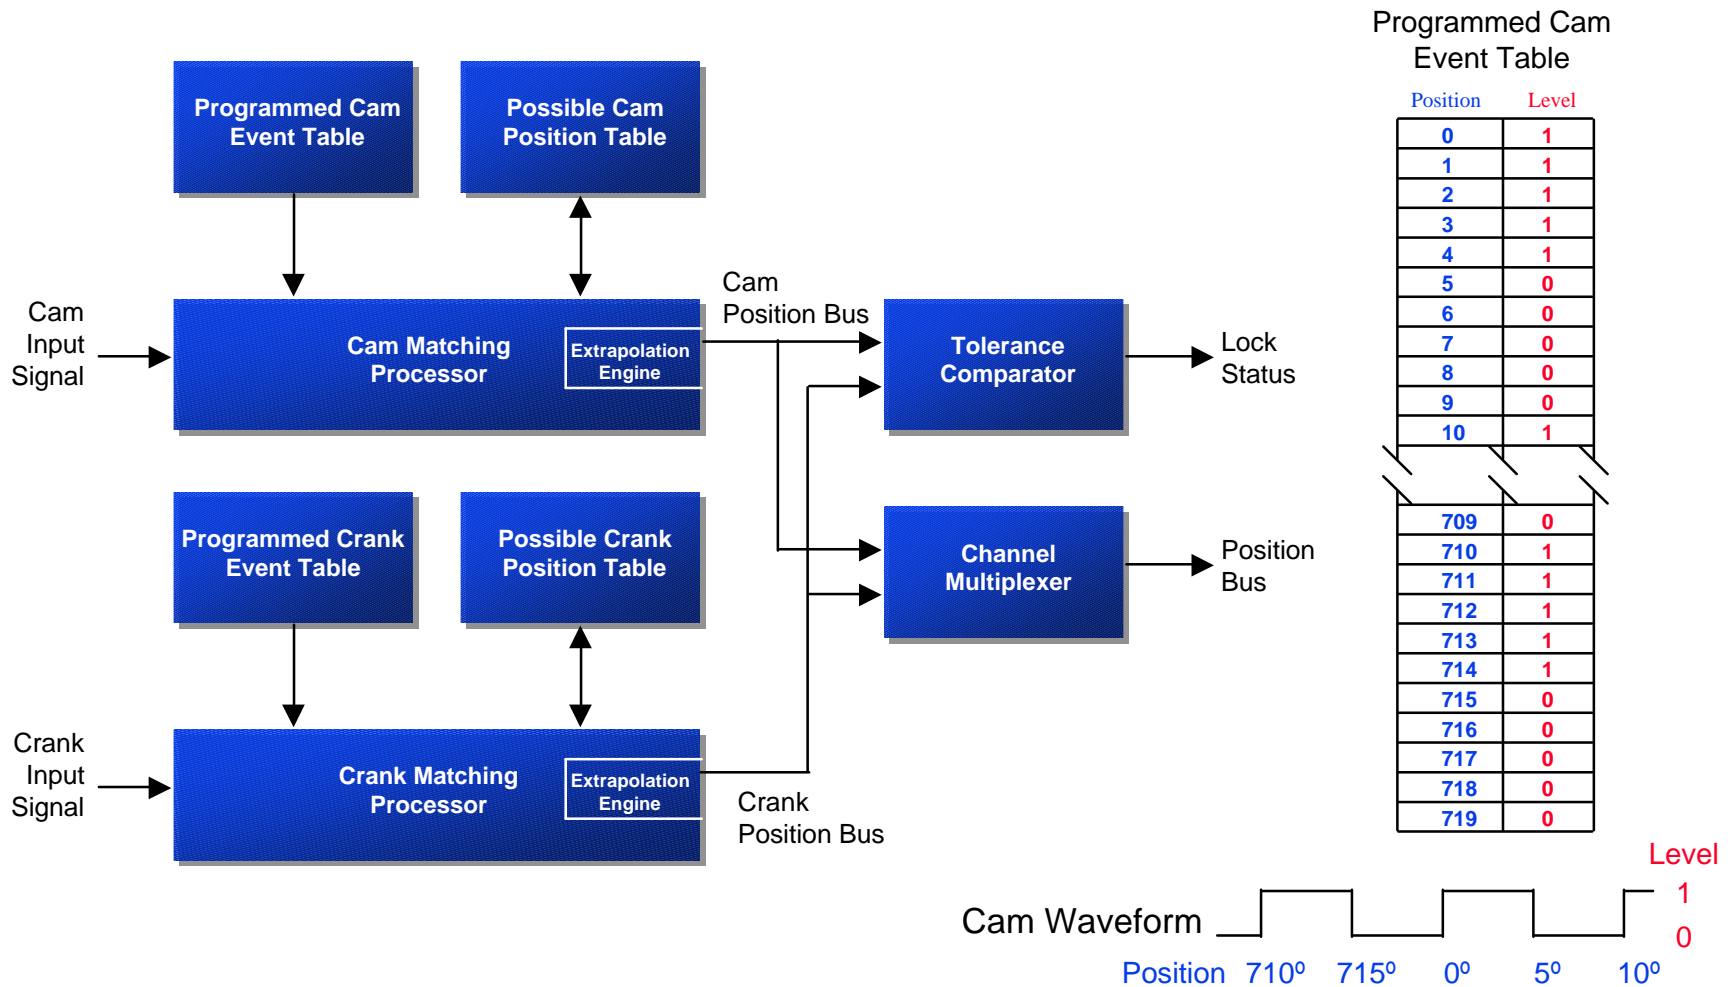 Programmed Cam
Event Table
Possible Cam
Position Table
Cam
Input
Signal
Cam Matching
Processor
Extrapolation
Engine
Cam
Position Bus
Tolerance
Comparator
Lock
Status
Programmed Crank
Event Table
Possible Crank
Position Table
Channel
Multiplexer
Position
Bus
Crank
Input
Signal
Crank Matching
Processor
Extrapolation
Engine
Crank
Position Bus
Programmed Cam
Event Table
Position Level
0 1
1 1
2 1
3 1
4 1
5 0
6 0
7 0
8 0
9 0
10 1
709 0
710 1
711 1
712 1
713 1
714 1
715 0
716 0
717 0
718 0
719 0
Level
1
Cam Waveform
0
Position 710º 715º 0º 5º 10º